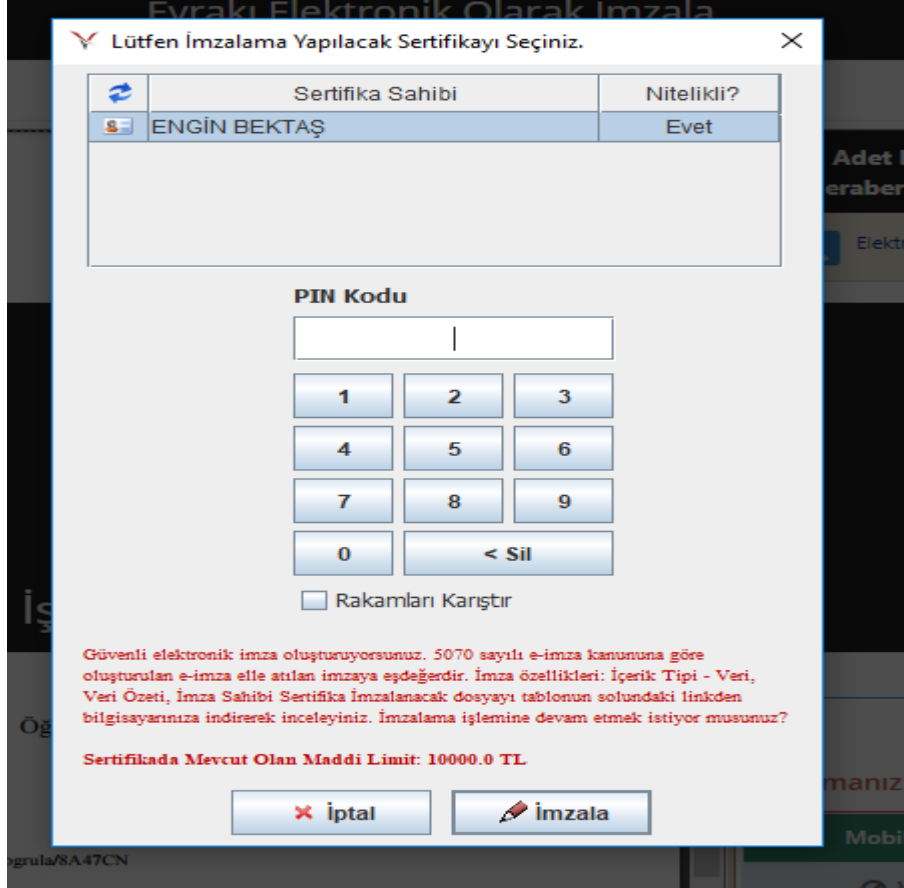 Evrakı Elektronik Olarak İmzala
Lütfen İmzalama Yapılacak Sertifikayı Seçiniz.
Sertifika Sahibi Nitelikli?
ENGİN BEKTAŞ Evet
Adet
eraber
Elektr
PIN Kodu
1 2 3
4 5 6
7 8 9
0 < Sil
Rakamları Karıştır
İş
Güvenli elektronik imza oluşturuyorsunuz. 5070 sayılı e-imza kanununa göre
oluşturulan e-imza elle atılan imzaya eşdeğerdir. İmza özellikleri: İçerik Tipi - Veri,
Veri Özeti, İmza Sahibi Sertifika İmzalanacak dosyayı tablonun solundaki linkden
bilgisayarınıza indirerek inceleyiniz. İmzalama işlemine devam etmek istiyor musunuz?
Öğ
Sertifikada Mevcut Olan Maddi Limit: 10000.0 TL
manız
İptal İmzala
Mobi
ogrula/8A47CN